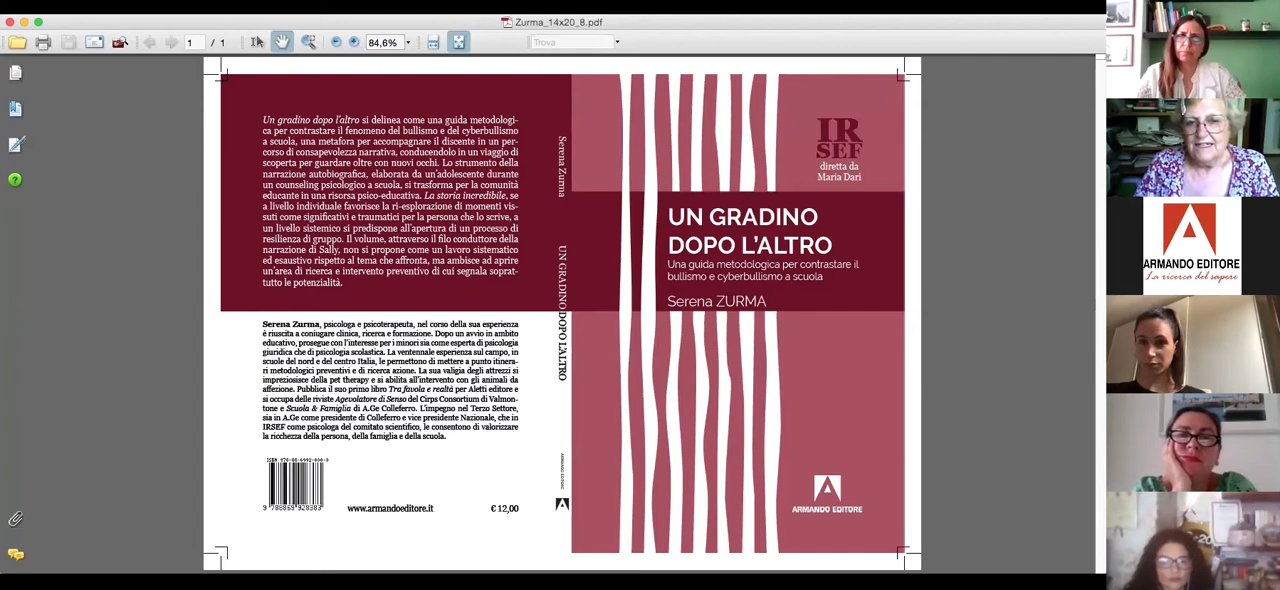 Zurma_14x20_8.pdf
1 / 1
84,6%
Trova
Un gradino dopo l'altro si delinea come una guida metodologi-
ca per contrastare il fenomeno del bullismo e del cyberbullismo
a scuola, una metafora per accompagnare il discente in un per-
corso di consapevolezza narrativa, conducendolo in un viaggio di
scoperta per guardare oltre con nuovi occhi. Lo strumento della
narrazione autobiografica, elaborata da un'adolescente durante
un counseling psicologico a scuola, si trasforma per la comunità
educante in una risorsa psico-educativa. La storia incredibile, se
a livello individuale favorisce la ri-esplorazione di momenti vis-
suti come significativi e traumatici per la persona che lo scrive, a
un livello sistemico si predispone all'apertura di un processo di
resilienza di gruppo. Il volume, attraverso il filo conduttore della
narrazione di Sally, non si propone come un lavoro sistematico
ed esaustivo rispetto al tema che affronta, ma ambisce ad aprire
un'area di ricerca e intervento preventivo di cui segnala soprat-
tutto le potenzialità.
Serena Zurma, psicologa e psicoterapeuta, nel corso della sua esperienza
è riuscita a coniugare clinica, ricerca e formazione. Dopo un avvio in ambito
educativo, prosegue con l'interesse per i minori sia come esperta di psicologia
giuridica che di psicologia scolastica. La ventennale esperienza sul campo, in
scuole del nord e del centro Italia, le permettono di mettere a punto itinera-
ri metodologici preventivi e di ricerca azione. La sua valigia degli attrezzi si
impreziosisce della pet therapy e si abilita all'intervento con gli animali da
affezione. Pubblica il suo primo libro Tra favola e realtà per Aletti editore e
si occupa delle riviste Agevolatore di Senso del Cirps Consortium di Valmon-
tone e Scuola & Famiglia di A.Ge Colleferro. L'impegno nel Terzo Settore,
sia in A.Ge come presidente di Colleferro e vice presidente Nazionale, che in
IRSEF come psicologa del comitato scientifico, le consentono di valorizzare
la ricchezza della persona, della famiglia e della scuola.
9 788869 928383
www.armandoeditore.it
€ 12,00
Serena Zurma
UN GRADINO DOPO L'ALTRO
ARMANDO EDITORE
IR
SEF
diretta da
Maria Dari
UN GRADINO
DOPO L'ALTRO
Una guida metodologica per contrastare il
bullismo e cyberbullismo a scuola
Serena ZURMA
ARMANDO EDITORE
ARMANDO EDITORE
La ricerca del sapere